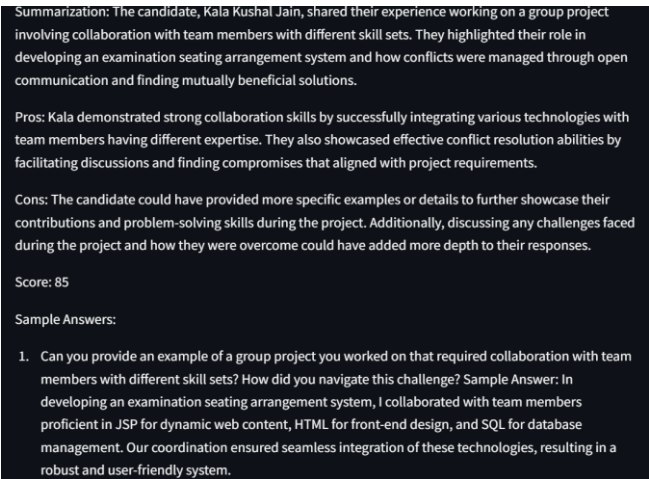 Summarization: The candidate, Kala Kushal Jain, shared their experience working on a group project
involving collaboration with team members with different skill sets. They highlighted their role in
developing an examination seating arrangement system and how conflicts were managed through open
communication and finding mutually beneficial solutions.
Pros: Kala demonstrated strong collaboration skills by successfully integrating various technologies with
team members having different expertise. They also showcased effective conflict resolution abilities by
facilitating discussions and finding compromises that aligned with project requirements.
Cons: The candidate could have provided more specific examples or details to further showcase their
contributions and problem-solving skills during the project. Additionally, discussing any challenges faced
during the project and how they were overcome could have added more depth to their responses.
Score: 85
Sample Answers:
1. Can you provide an example of a group project you worked on that required collaboration with team
members with different skill sets? How did you navigate this challenge? Sample Answer: In
developing an examination seating arrangement system, I collaborated with team members
proficient in JSP for dynamic web content, HTML for front-end design, and SQL for database
management. Our coordination ensured seamless integration of these technologies, resulting in a
robust and user-friendly system.